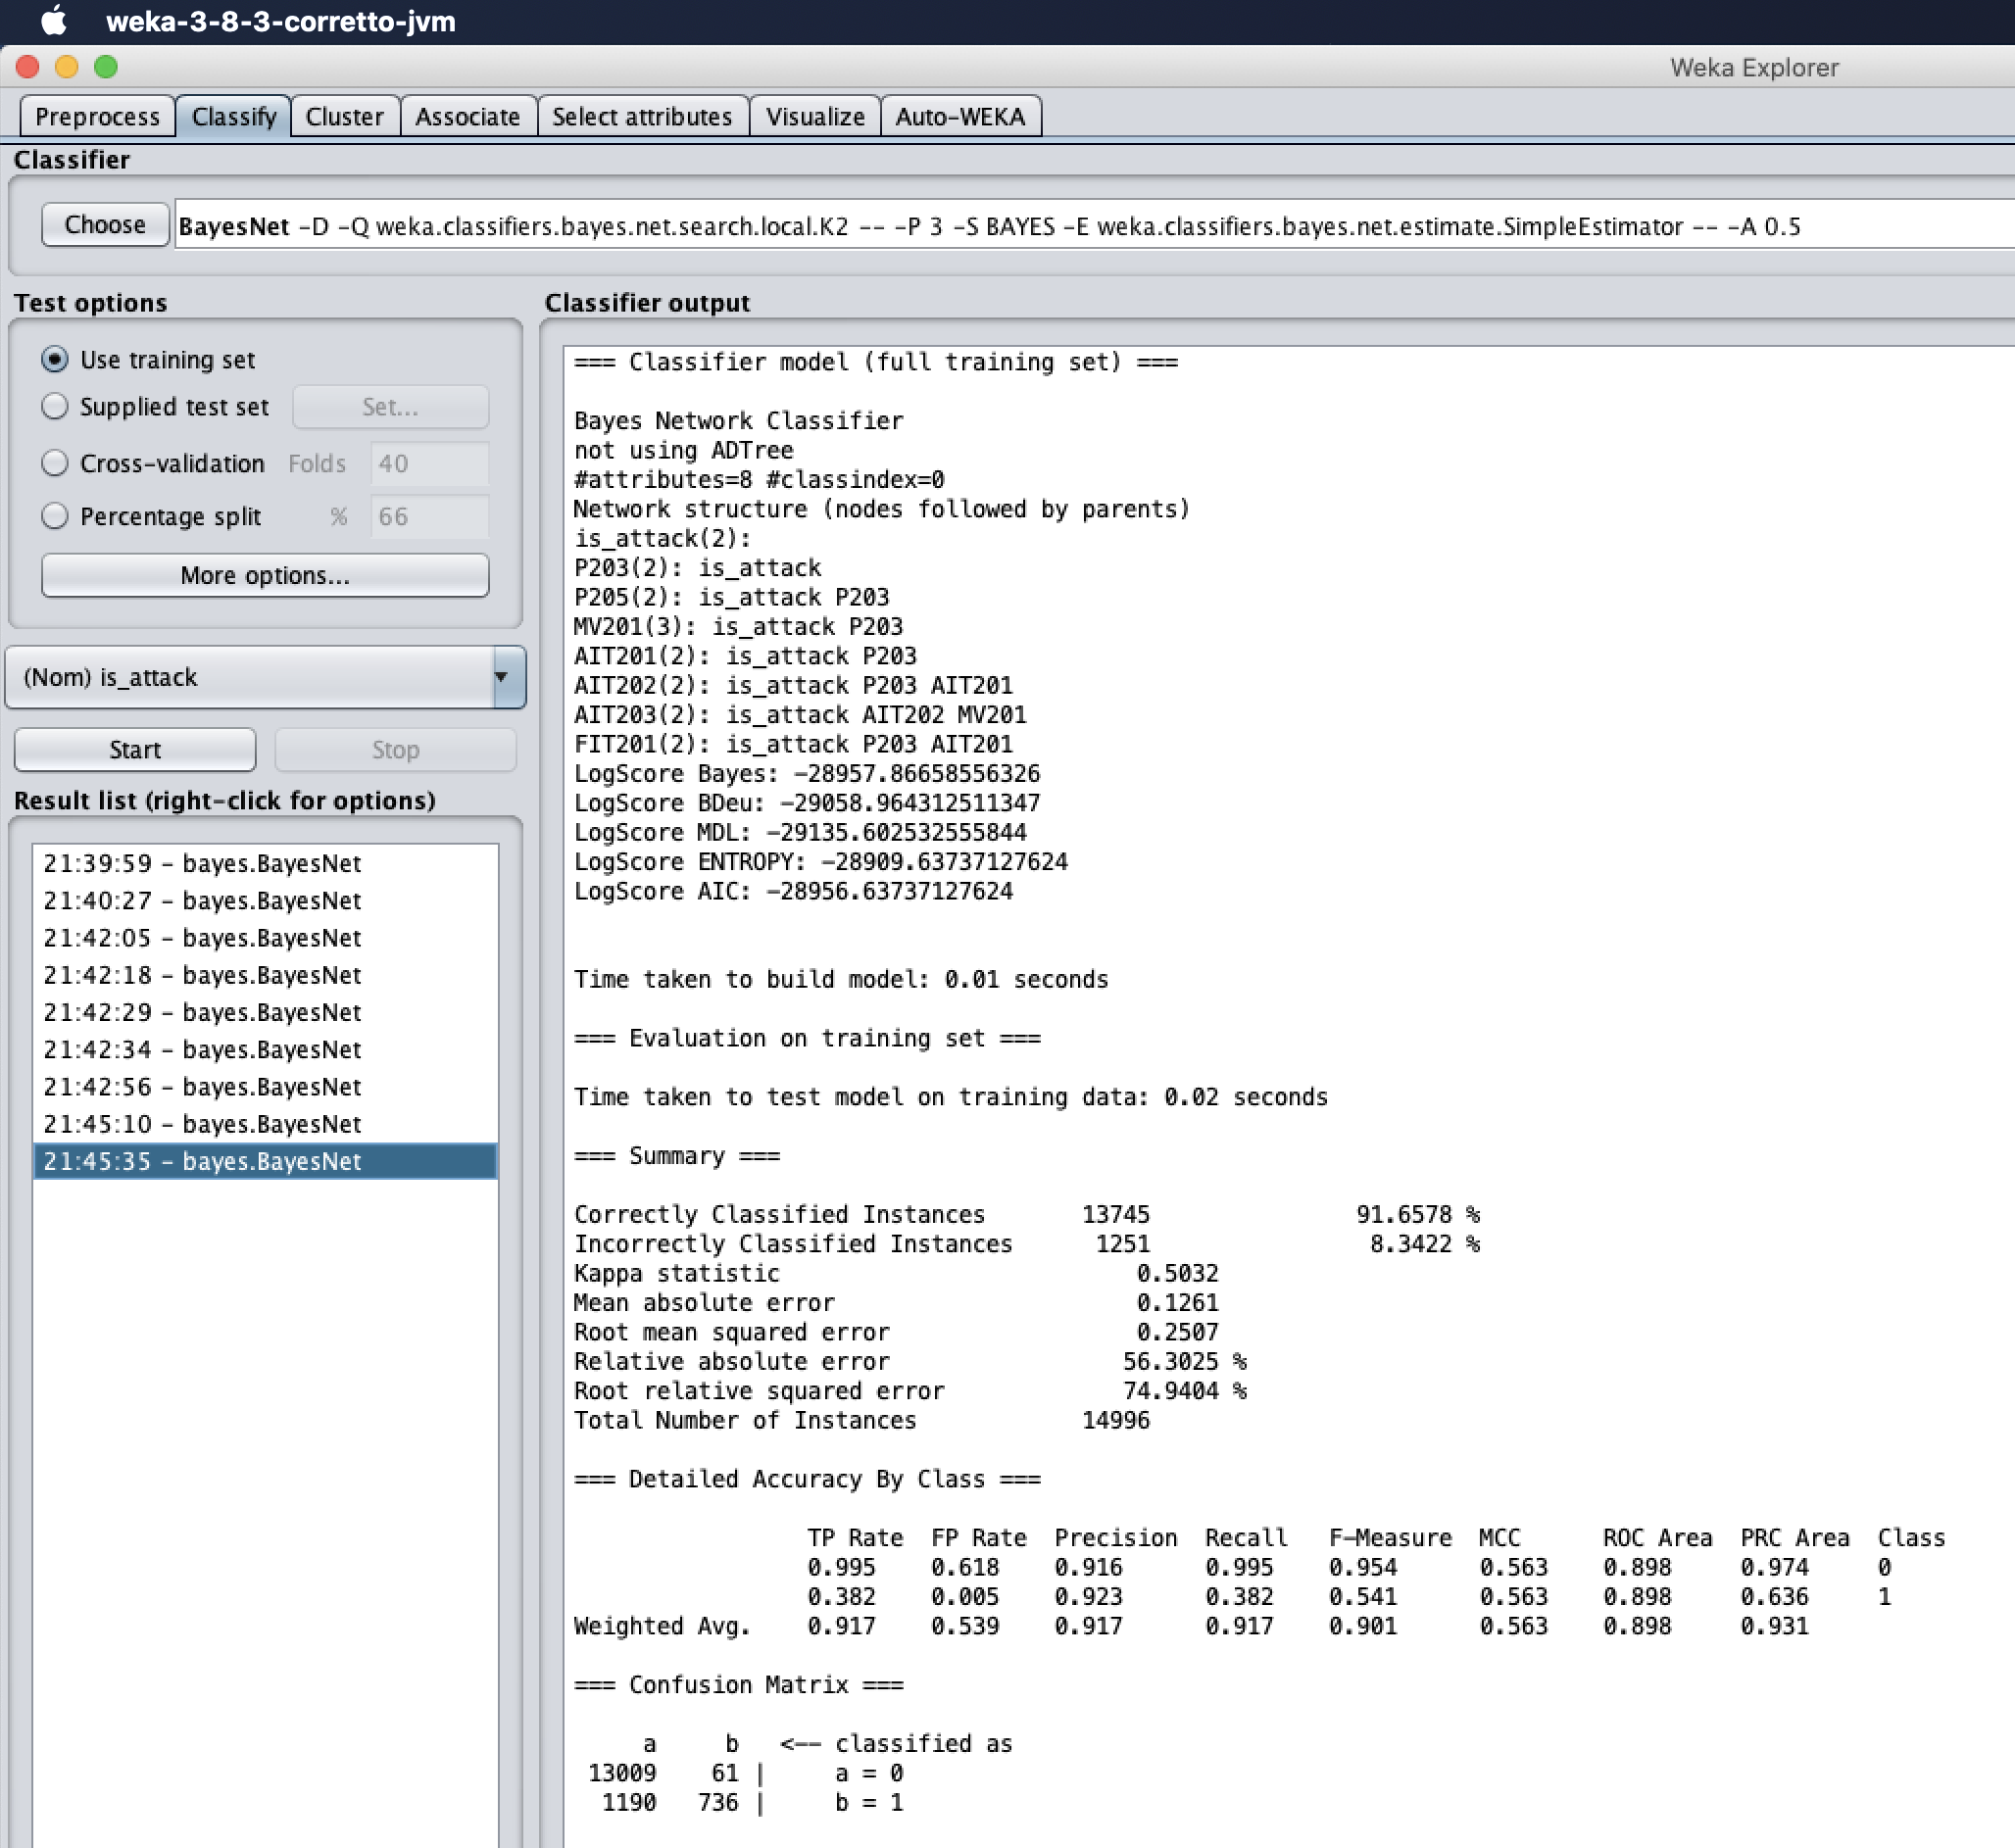 weka-3-8-3-corretto-jvm
Weka Explorer
Preprocess Classify Cluster Associate Select attributes Visualize Auto-WEKA
Classifier
Choose BayesNet -D -Q weka.classifiers.bayes.net.search.local.K2 -- -P 3 -S BAYES -E weka.classifiers.bayes.net.estimate.SimpleEstimator -- -A 0.5
Test options
Use training set
Supplied test set Set...
Cross-validation Folds 40
Percentage split % 66
More options...
(Nom) is_attack
Start Stop
Result list (right-click for options)
21:39:59 - bayes.BayesNet
21:40:27 - bayes.BayesNet
21:42:05 - bayes.BayesNet
21:42:18 - bayes.BayesNet
21:42:29 - bayes.BayesNet
21:42:34 - bayes.BayesNet
21:42:56 - bayes.BayesNet
21:45:10 - bayes.BayesNet
21:45:35 - bayes.BayesNet
Classifier output
=== Classifier model (full training set) ===
Bayes Network Classifier
not using ADTree
#attributes=8 #classindex=0
Network structure (nodes followed by parents)
is_attack(2):
P203(2): is_attack
P205(2): is_attack P203
MV201(3): is_attack P203
AIT201(2): is_attack P203
AIT202(2): is_attack P203 AIT201
AIT203(2): is_attack AIT202 MV201
FIT201(2): is_attack P203 AIT201
LogScore Bayes: -28957.86658556326
LogScore BDeu: -29058.964312511347
LogScore MDL: -29135.602532555844
LogScore ENTROPY: -28909.63737127624
LogScore AIC: -28956.63737127624
Time taken to build model: 0.01 seconds
=== Evaluation on training set ===
Time taken to test model on training data: 0.02 seconds
=== Summary ===
Correctly Classified Instances 13745 91.6578 %
Incorrectly Classified Instances 1251 8.3422 %
Kappa statistic 0.5032
Mean absolute error 0.1261
Root mean squared error 0.2507
Relative absolute error 56.3025 %
Root relative squared error 74.9404 %
Total Number of Instances 14996
=== Detailed Accuracy By Class ===
TP Rate FP Rate Precision Recall F-Measure MCC ROC Area PRC Area Class
0.995 0.618 0.916 0.995 0.954 0.563 0.898 0.974 0
0.382 0.005 0.923 0.382 0.541 0.563 0.898 0.636 1
Weighted Avg. 0.917 0.539 0.917 0.917 0.901 0.563 0.898 0.931
=== Confusion Matrix ===
a b <-- classified as
13009 61 | a = 0
1190 736 | b = 1